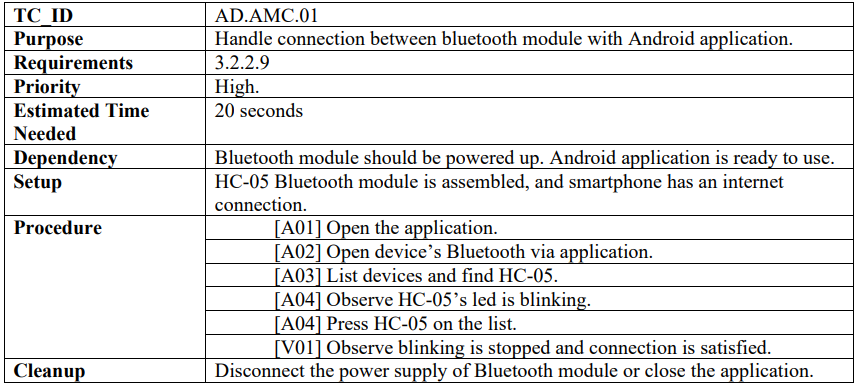 TC_ID AD.AMC.01
Purpose Handle connection between bluetooth module with Android application.
Requirements 3.2.2.9
Priority High.
Estimated Time 20 seconds
Needed
Dependency Bluetooth module should be powered up. Android application is ready to use.
Setup HC-05 Bluetooth module is assembled, and smartphone has an internet
connection.
Procedure [A01] Open the application.
[A02] Open device's Bluetooth via application.
[A03] List devices and find HC-05.
[A04] Observe HC-05's led is blinking.
[A04] Press HC-05 on the list.
[V01] Observe blinking is stopped and connection is satisfied.
Cleanup Disconnect the power supply of Bluetooth module or close the application.